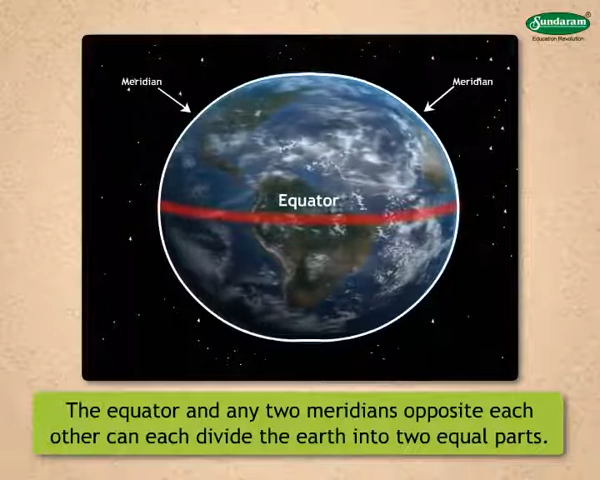 Sundaram
Education Revolution
Meridian
Meridian
Equator
The equator and any two meridians opposite each
other can each divide the earth into two equal parts.